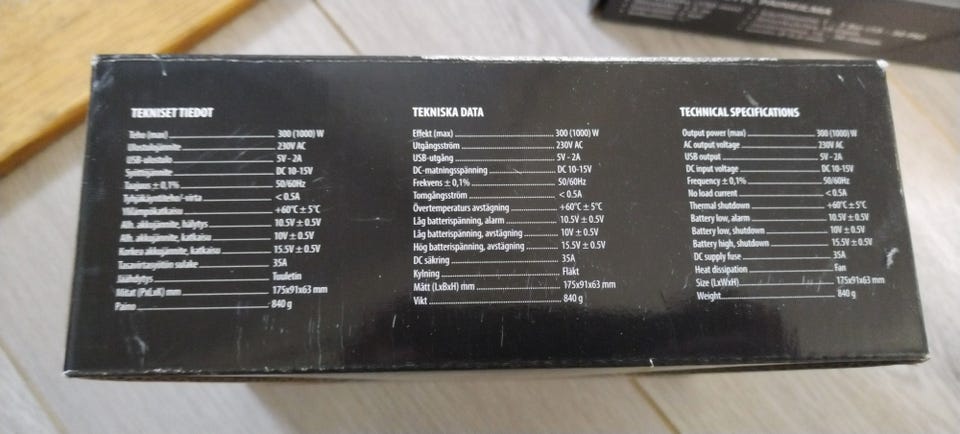 TEKNISET TIEDOT
Teho (max) 300 (1000) W
Ulostulojännite 230V AC
USB-ulostulo 5V - 2A
Syöttöjännite DC 10-15V
Taajuus ± 0,1% 50/60Hz
Tyhjäkäyntiteho/-virta < 0.5A
Ylilämpökatkaisu +60°C ± 5°C
Alh. akkujännite, hälytys 10.5V ± 0.5V
Alh. akkujännite, katkaisu 10V ± 0.5V
Korkea akkujännite, katkaisu 15.5V ± 0.5V
Tasavirtasyötön sulake 35A
Jäähdytys Tuuletin
Mitat (PxLxK) mm 175x91x63 mm
Paino 840 g
TEKNISKA DATA
Effekt (max) 300 (1000) W
Utgångsström 230V AC
USB-utgång 5V - 2A
DC-matningsspänning DC 10-15V
Frekvens ± 0,1% 50/60Hz
Tomgångsström < 0.5A
Övertemperaturs avstägning +60°C ± 5°C
Låg batterispänning, alarm 10.5V ± 0.5V
Låg batterispänning, avstägning 10V ± 0.5V
Hög batterispänning, avstägning 15.5V ± 0.5V
DC säkring 35A
Kylning Fläkt
Mått (LxBxH) mm 175x91x63 mm
Vikt 840 g
TECHNICAL SPECIFICATIONS
Output power (max) 300 (1000) W
AC output voltage 230V AC
USB output 5V - 2A
DC input voltage DC 10-15V
Frequency ± 0,1% 50/60Hz
No load current < 0.5A
Thermal shutdown +60°C ± 5°C
Battery low, alarm 10.5V ± 0.5V
Battery low, shutdown 10V ± 0.5V
Battery high, shutdown 15.5V ± 0.5V
DC supply fuse 35A
Heat dissipation Fan
Size (LxWxH) 175x91x63 mm
Weight 840 g